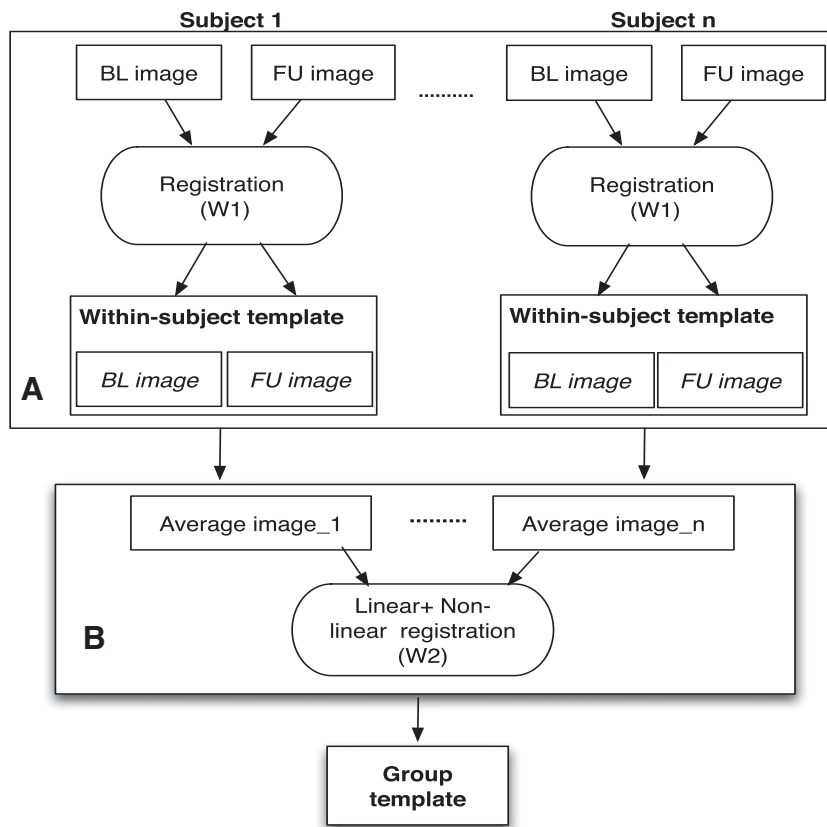 Subject 1
Subject n
BL image
FU image
BL image
FU image
Registration
(W1)
Registration
(W1)
Within-subject template
Within-subject template
BL image
FU image
BL image
FU image
A
Average image_1
Average image_n
Linear+ Non-
linear registration
(W2)
B
Group
template